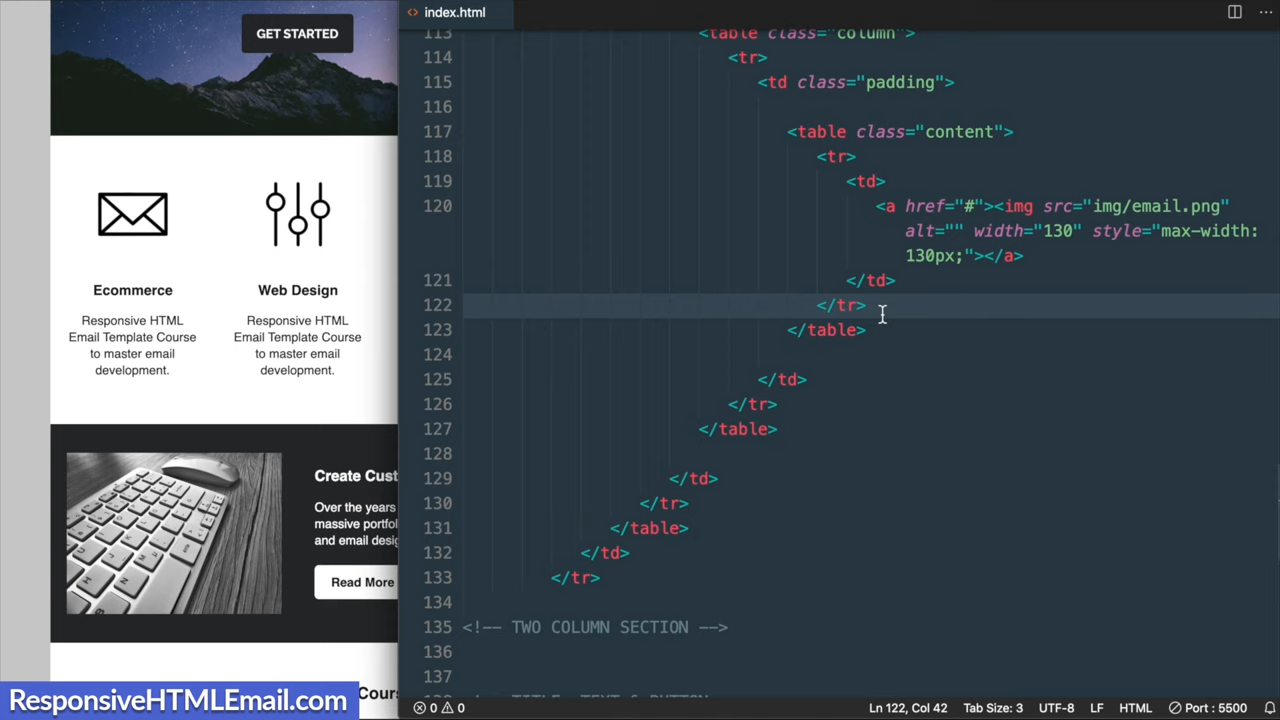 GET STARTED
Ecommerce
Responsive HTML
Email Template Course
to master email
development.
Web Design
Responsive HTML
Email Template Course
to master email
development.
Create Cust
Over the years
massive portfo
and email desig
Read More
Cours
ResponsiveHTMLEmail.com
<> index.html
113 <table class="column">
114 <tr>
115 <td class="padding">
116
117 <table class="content">
118 <tr>
119 <td>
120 <a href="#"><img src="img/email.png"
alt="" width="130" style="max-width:
130px;"></a>
121 </td>
122 </tr>
123 </table>
124
125 </td>
126 </tr>
127 </table>
128
129 </td>
130 </tr>
131 </table>
132 </td>
133 </tr>
134
135 <!-- TWO COLUMN SECTION -->
136
137
0 0 Ln 122, Col 42 Tab Size: 3 UTF-8 LF HTML Port : 5500